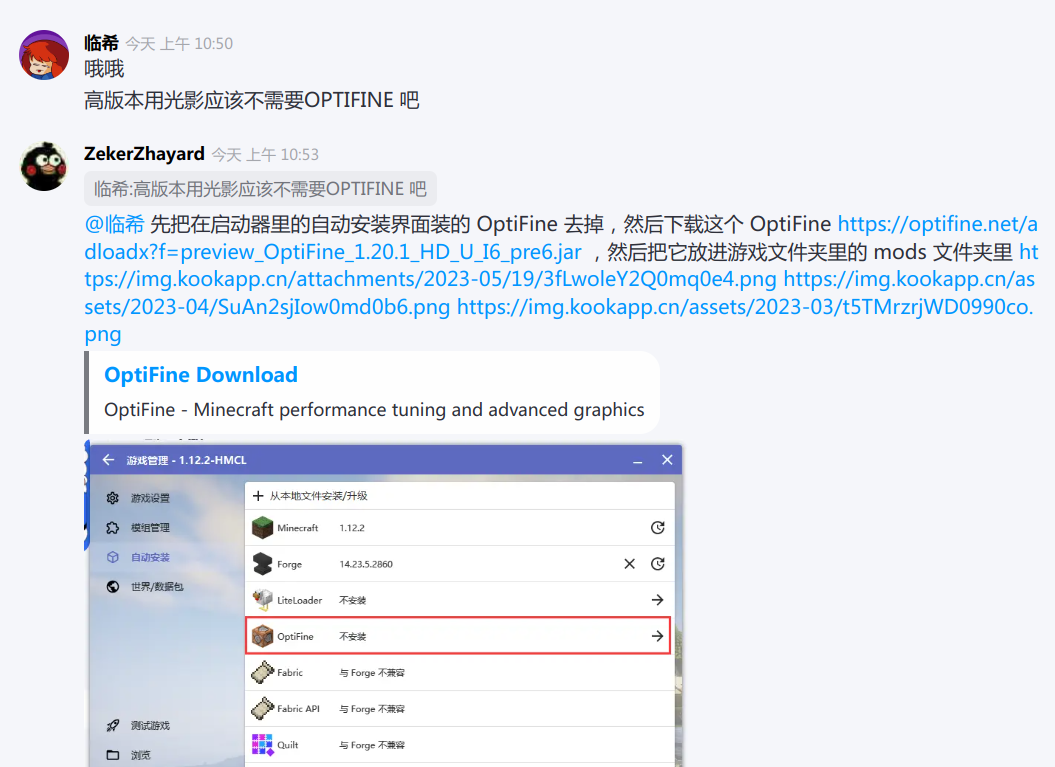 临希 今天 上午 10:50
哦哦
高版本用光影应该不需要OPTIFINE 吧
ZekerZhayard 今天 上午 10:53
临希:高版本用光影应该不需要OPTIFINE 吧
@临希 先把在启动器里的自动安装界面装的 OptiFine 去掉，然后下载这个 OptiFine https://optifine.net/a
dloadx?f=preview_OptiFine_1.20.1_HD_U_I6_pre6.jar ，然后把它放进游戏文件夹里的 mods 文件夹里 ht
tps://img.kookapp.cn/attachments/2023-05/19/3fLwoleY2Q0mq0e4.png https://img.kookapp.cn/as
sets/2023-04/SuAn2sjIow0md0b6.png https://img.kookapp.cn/assets/2023-03/t5TMrzrjWD0990co.
png
OptiFine Download
OptiFine - Minecraft performance tuning and advanced graphics
游戏管理 - 1.12.2-HMCL
游戏设置
模组管理
自动安装
世界/数据包
测试游戏
浏览
从本地文件安装/升级
Minecraft 1.12.2
Forge 14.23.5.2860
LiteLoader 不安装
OptiFine 不安装
Fabric 与 Forge 不兼容
Fabric API 与 Forge 不兼容
Quilt 与 Forge 不兼容